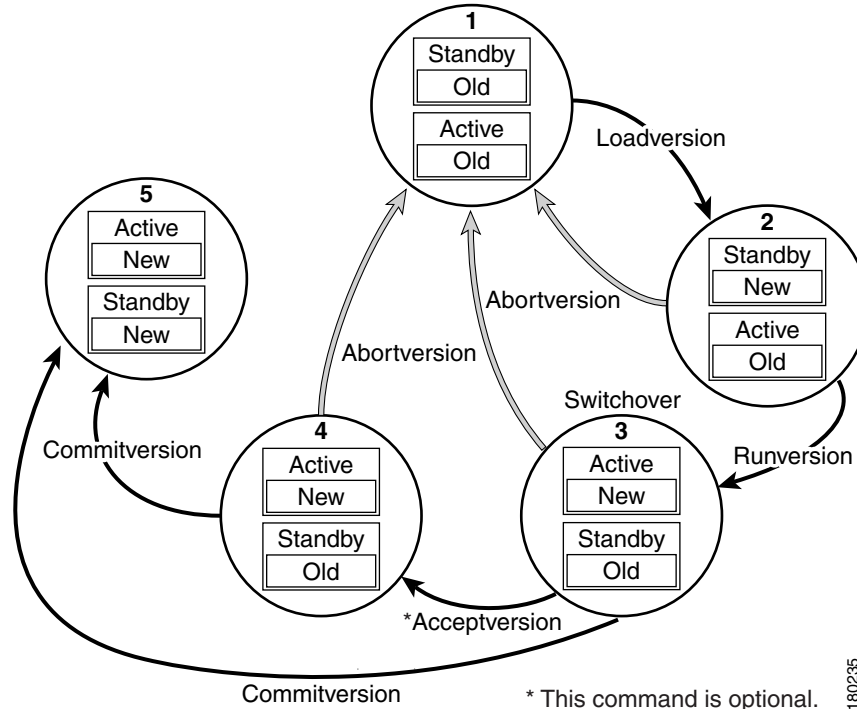 1
Standby
Old
Active
Old
Loadversion
5
Active
New
Standby
New
2
Standby
New
Active
Old
Abortversion
Abortversion
Switchover
4
Active
New
Standby
Old
3
Active
New
Standby
Old
Commitversion
Runversion
*Acceptversion
Commitversion
* This command is optional.
180235